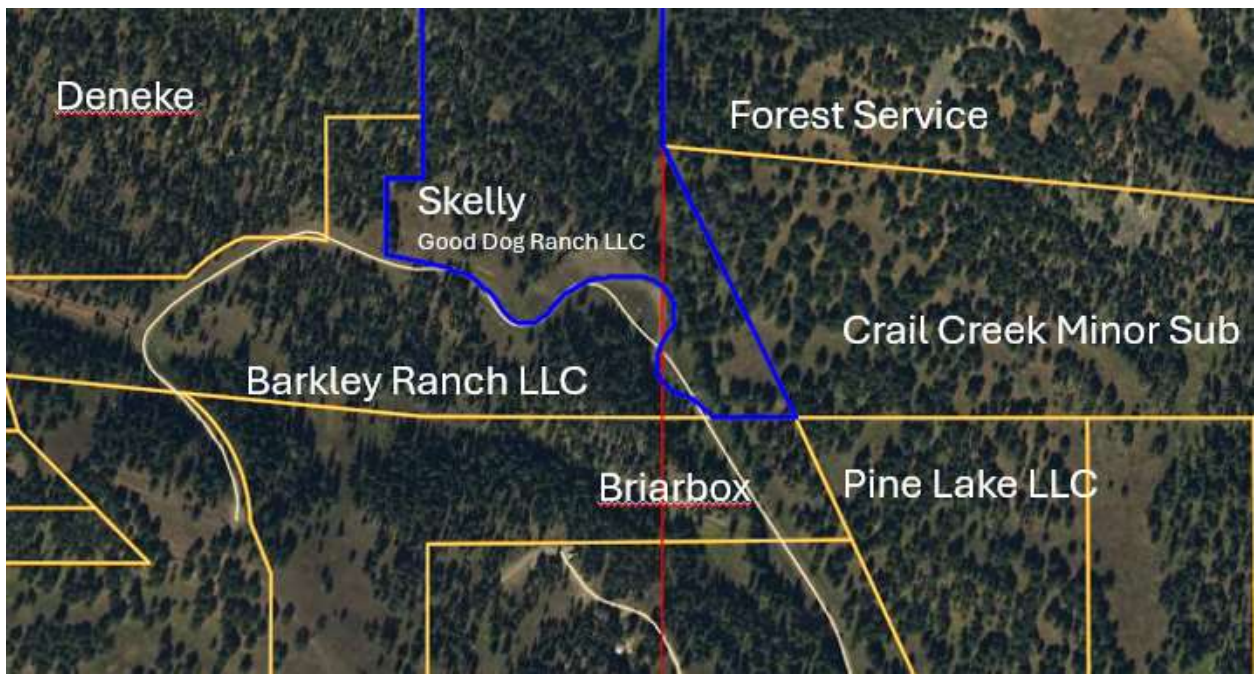 Deneke
Forest Service
Skelly
Good Dog Ranch LLC
Crail Creek Minor Sub
Barkley Ranch LLC
Briarbox
Pine Lake LLC